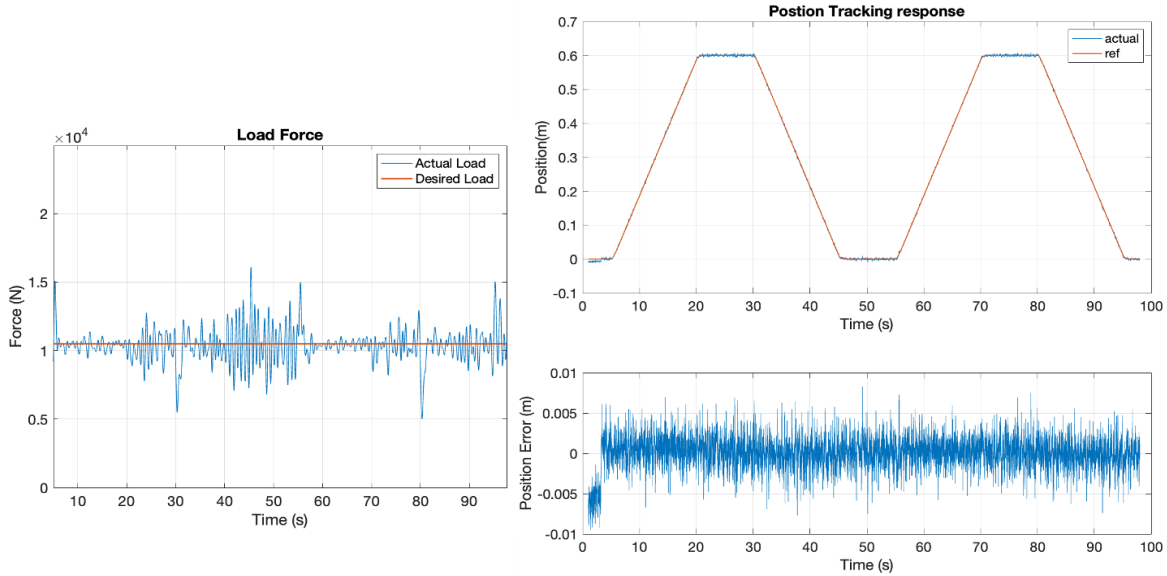 Load Force
×10⁴
Actual Load
Desired Load
2
1.5
1
0.5
0
Force (N)
10 20 30 40 50 60 70 80 90
Time (s)
Postion Tracking response
actual
ref
0.7
0.6
0.5
0.4
0.3
0.2
0.1
0
-0.1
Position(m)
0 10 20 30 40 50 60 70 80 90 100
Time (s)
0.01
0.005
0
-0.005
-0.01
Position Error (m)
0 10 20 30 40 50 60 70 80 90 100
Time (s)